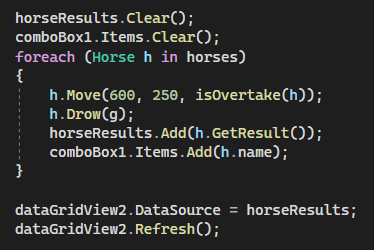 horseResults.Clear();
comboBox1.Items.Clear();
foreach (Horse h in horses)
{
    h.Move(600, 250, isOvertake(h));
    h.Drow(g);
    horseResults.Add(h.GetResult());
    comboBox1.Items.Add(h.name);
}

dataGridView2.DataSource = horseResults;
dataGridView2.Refresh();